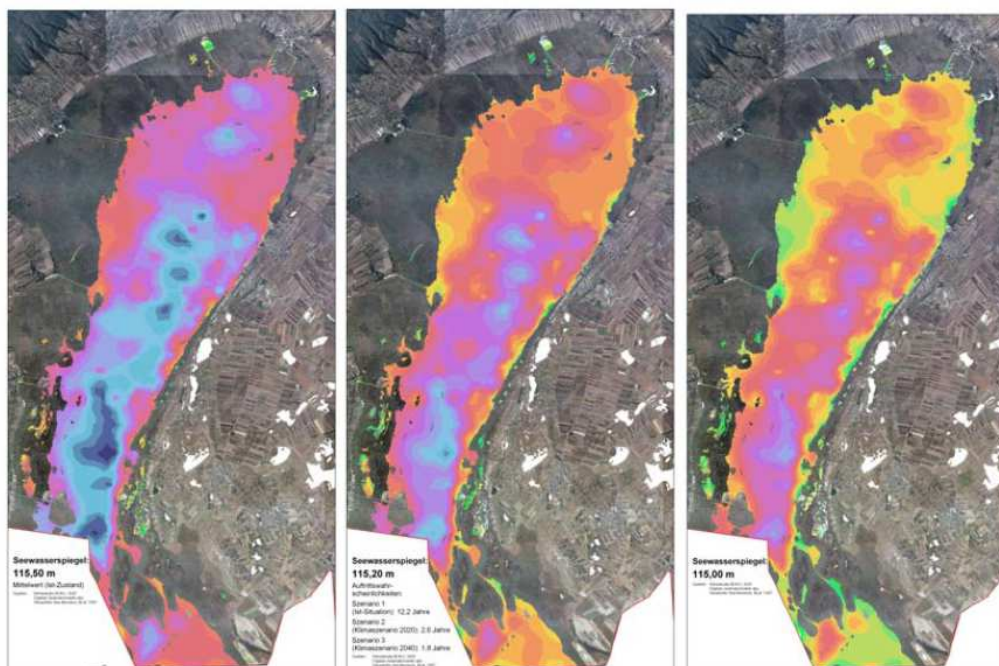 Seewasserspiegel:
115,50 m
Mittelwert (Ist-Zustand)
Seewasserspiegel:
115,20 m
Auftrittswahr-
scheinlichkeiten
Szenario 1
(Ist-Situation): 12,2 Jahre
Szenario 2
(Klimaszenario 2020): 2,6 Jahre
Szenario 3
(Klimaszenario 2040): 1,8 Jahre
Seewasserspiegel:
115,00 m